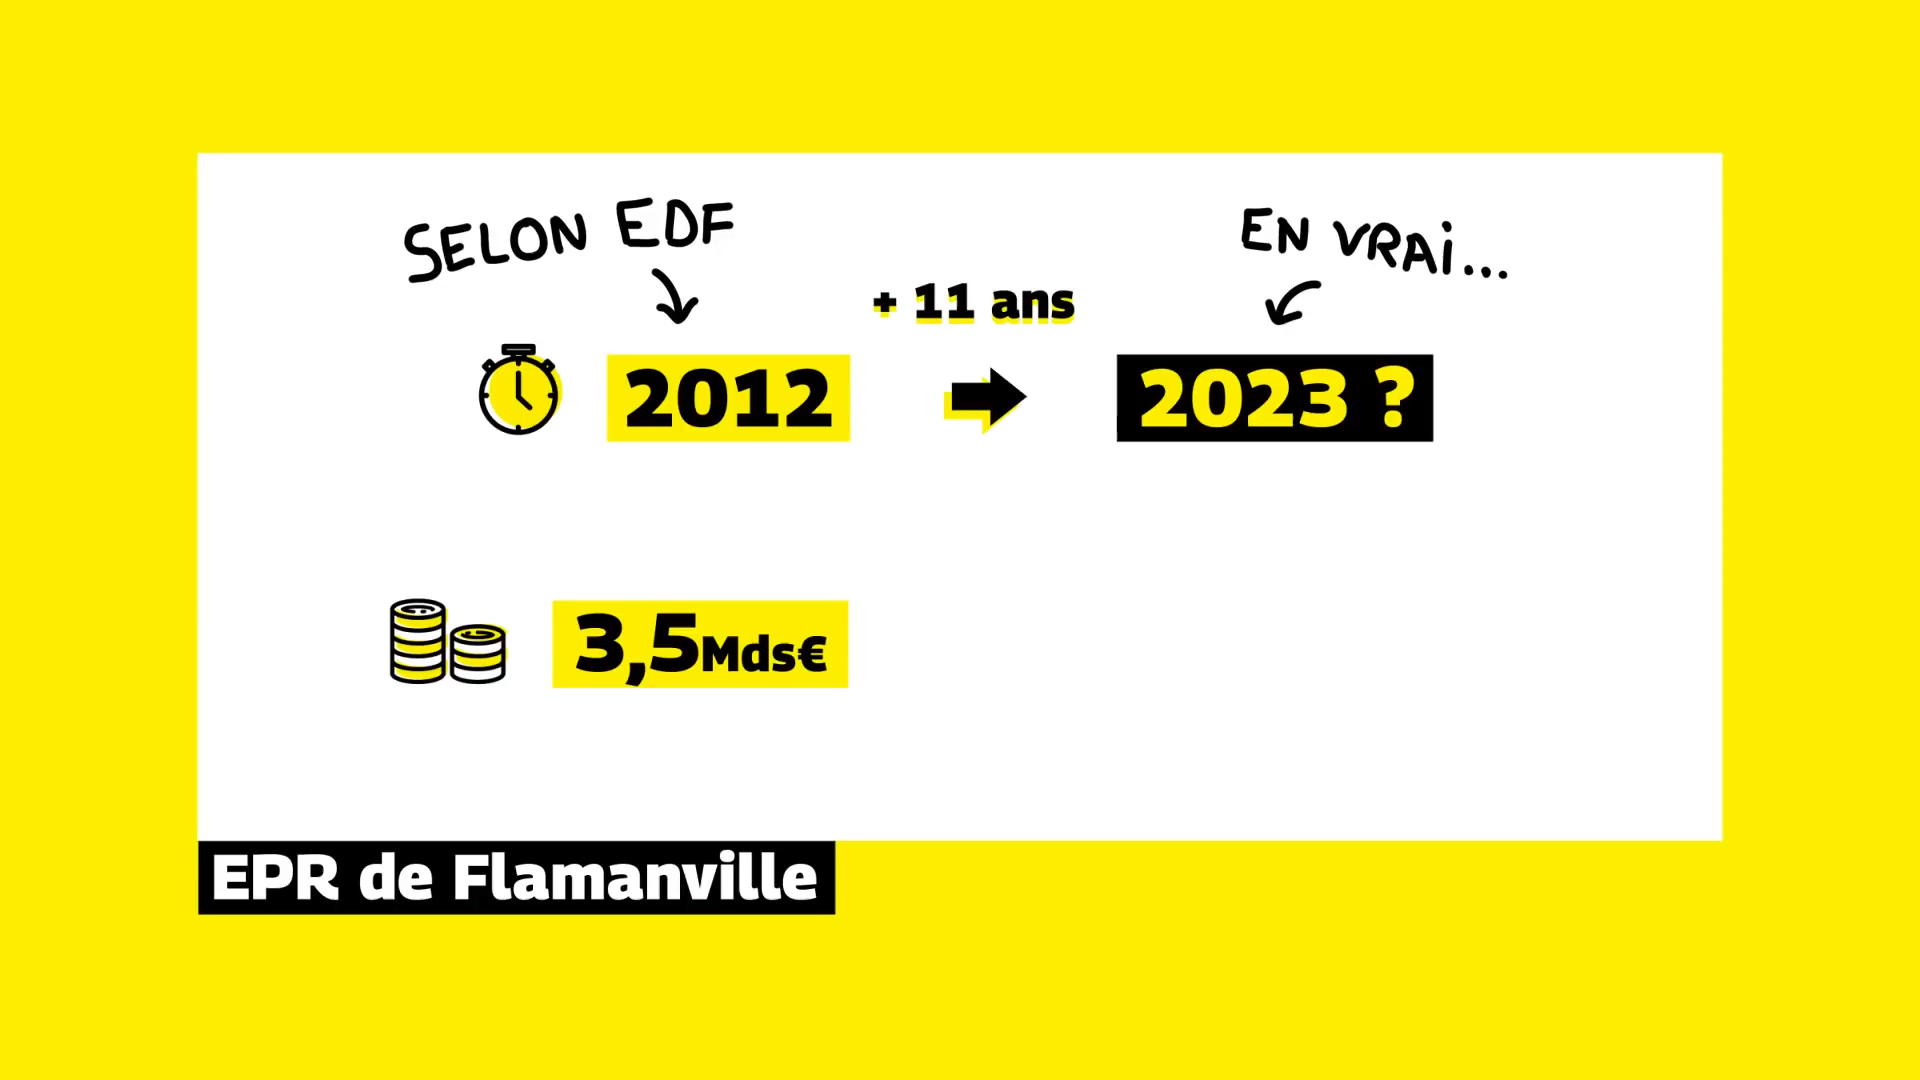 SELON EDF
EN VRAi...
+ 11 ans
2012
2023 ?
3,5Mds€
EPR de Flamanville